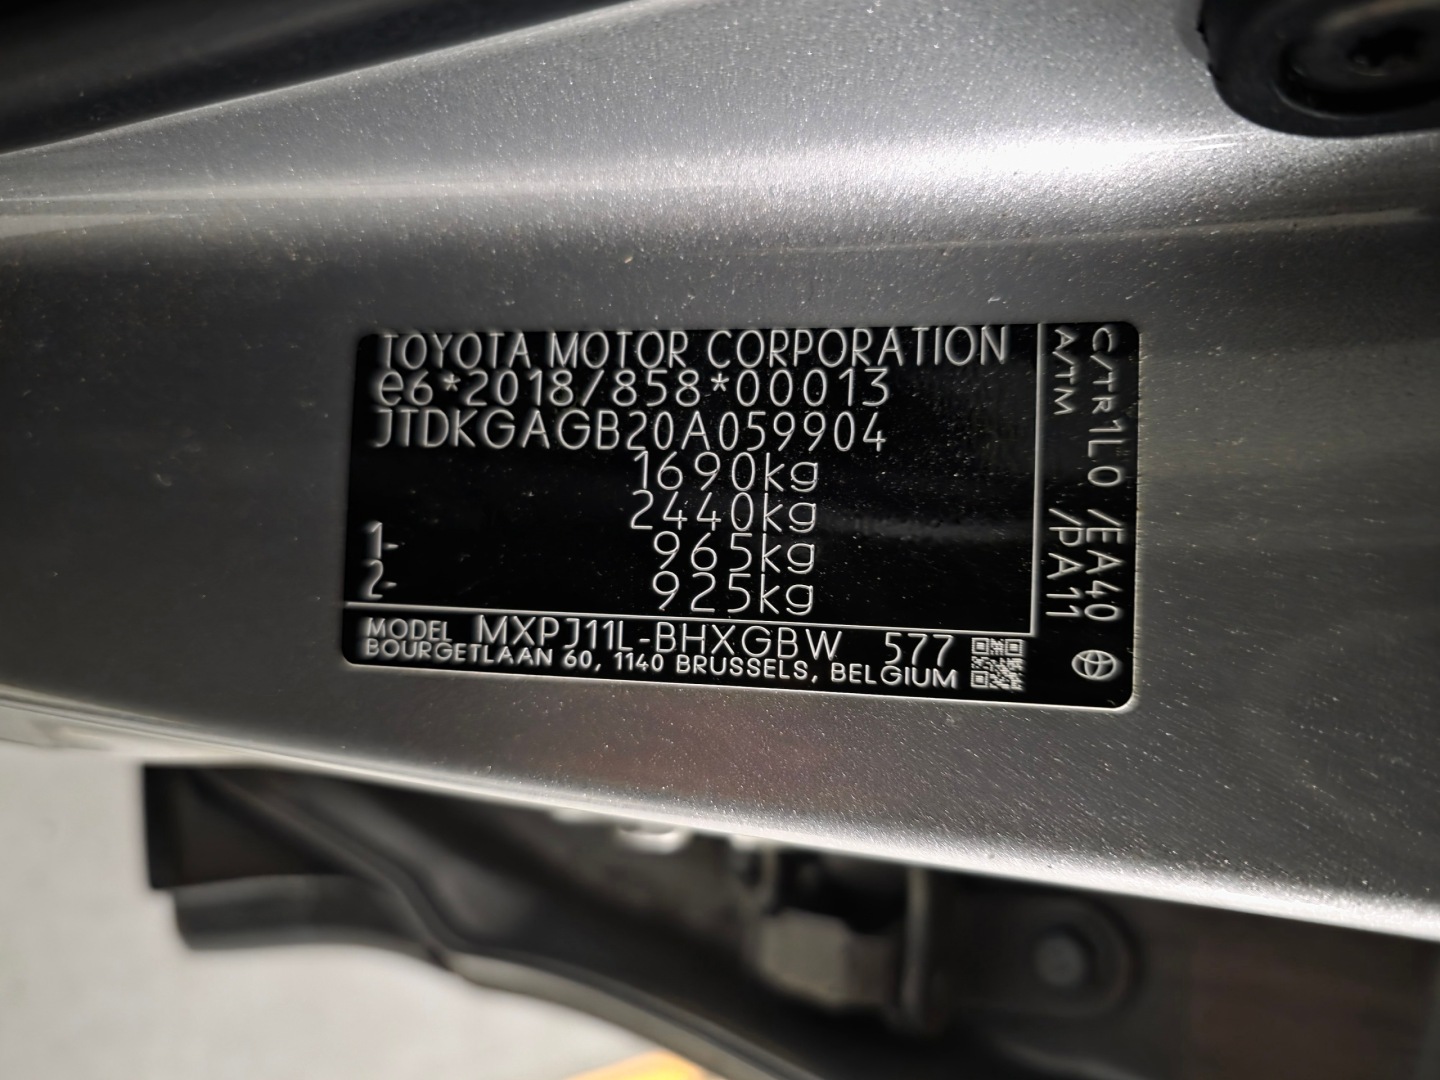 TOYOTA MOTOR CORPORATION
e6*2018/858*00013
JTDKGAGB20A059904
1690kg
2440kg
1- 965kg
2- 925kg
MODEL MXPJ11L-BHXGBW 577
BOURGETLAAN 60, 1140 BRUSSELS, BELGIUM
C/TR 1L0 /EA40
A/TM /PA11